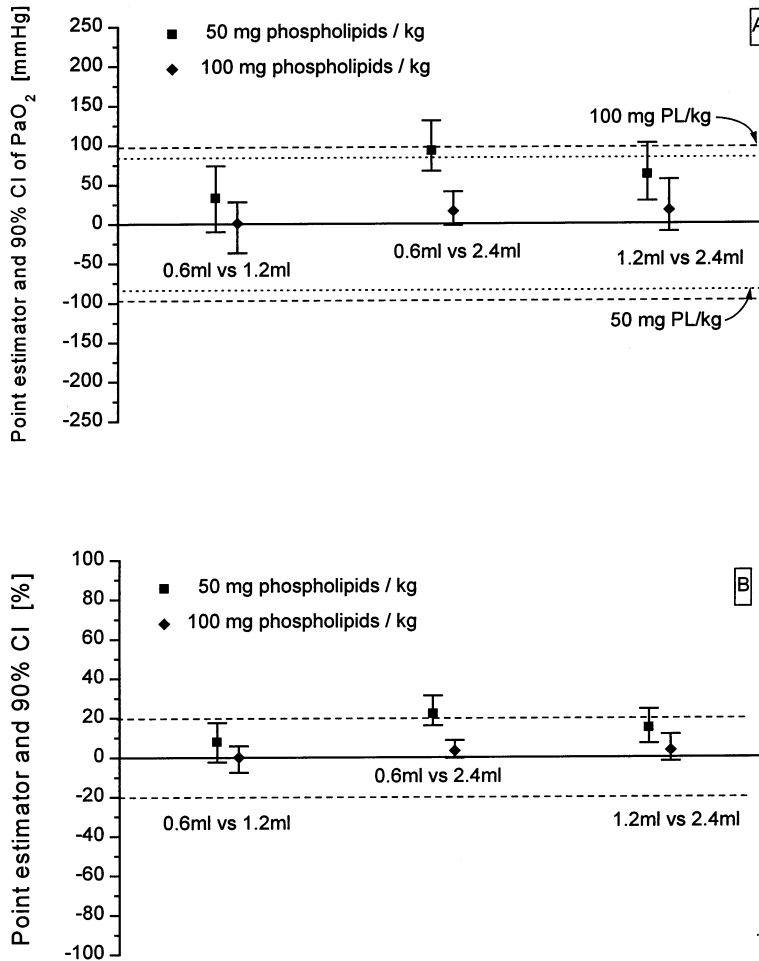 A
Point estimator and 90% CI of PaO2 [mmHg]
250
200
150
100
50
0
-50
-100
-150
-200
-250
50 mg phospholipids / kg
100 mg phospholipids / kg
100 mg PL/kg
0.6ml vs 1.2ml
0.6ml vs 2.4ml
1.2ml vs 2.4ml
50 mg PL/kg
B
Point estimator and 90% CI [%]
100
80
60
40
20
0
-20
-40
-60
-80
-100
50 mg phospholipids / kg
100 mg phospholipids / kg
0.6ml vs 1.2ml
0.6ml vs 2.4ml
1.2ml vs 2.4ml